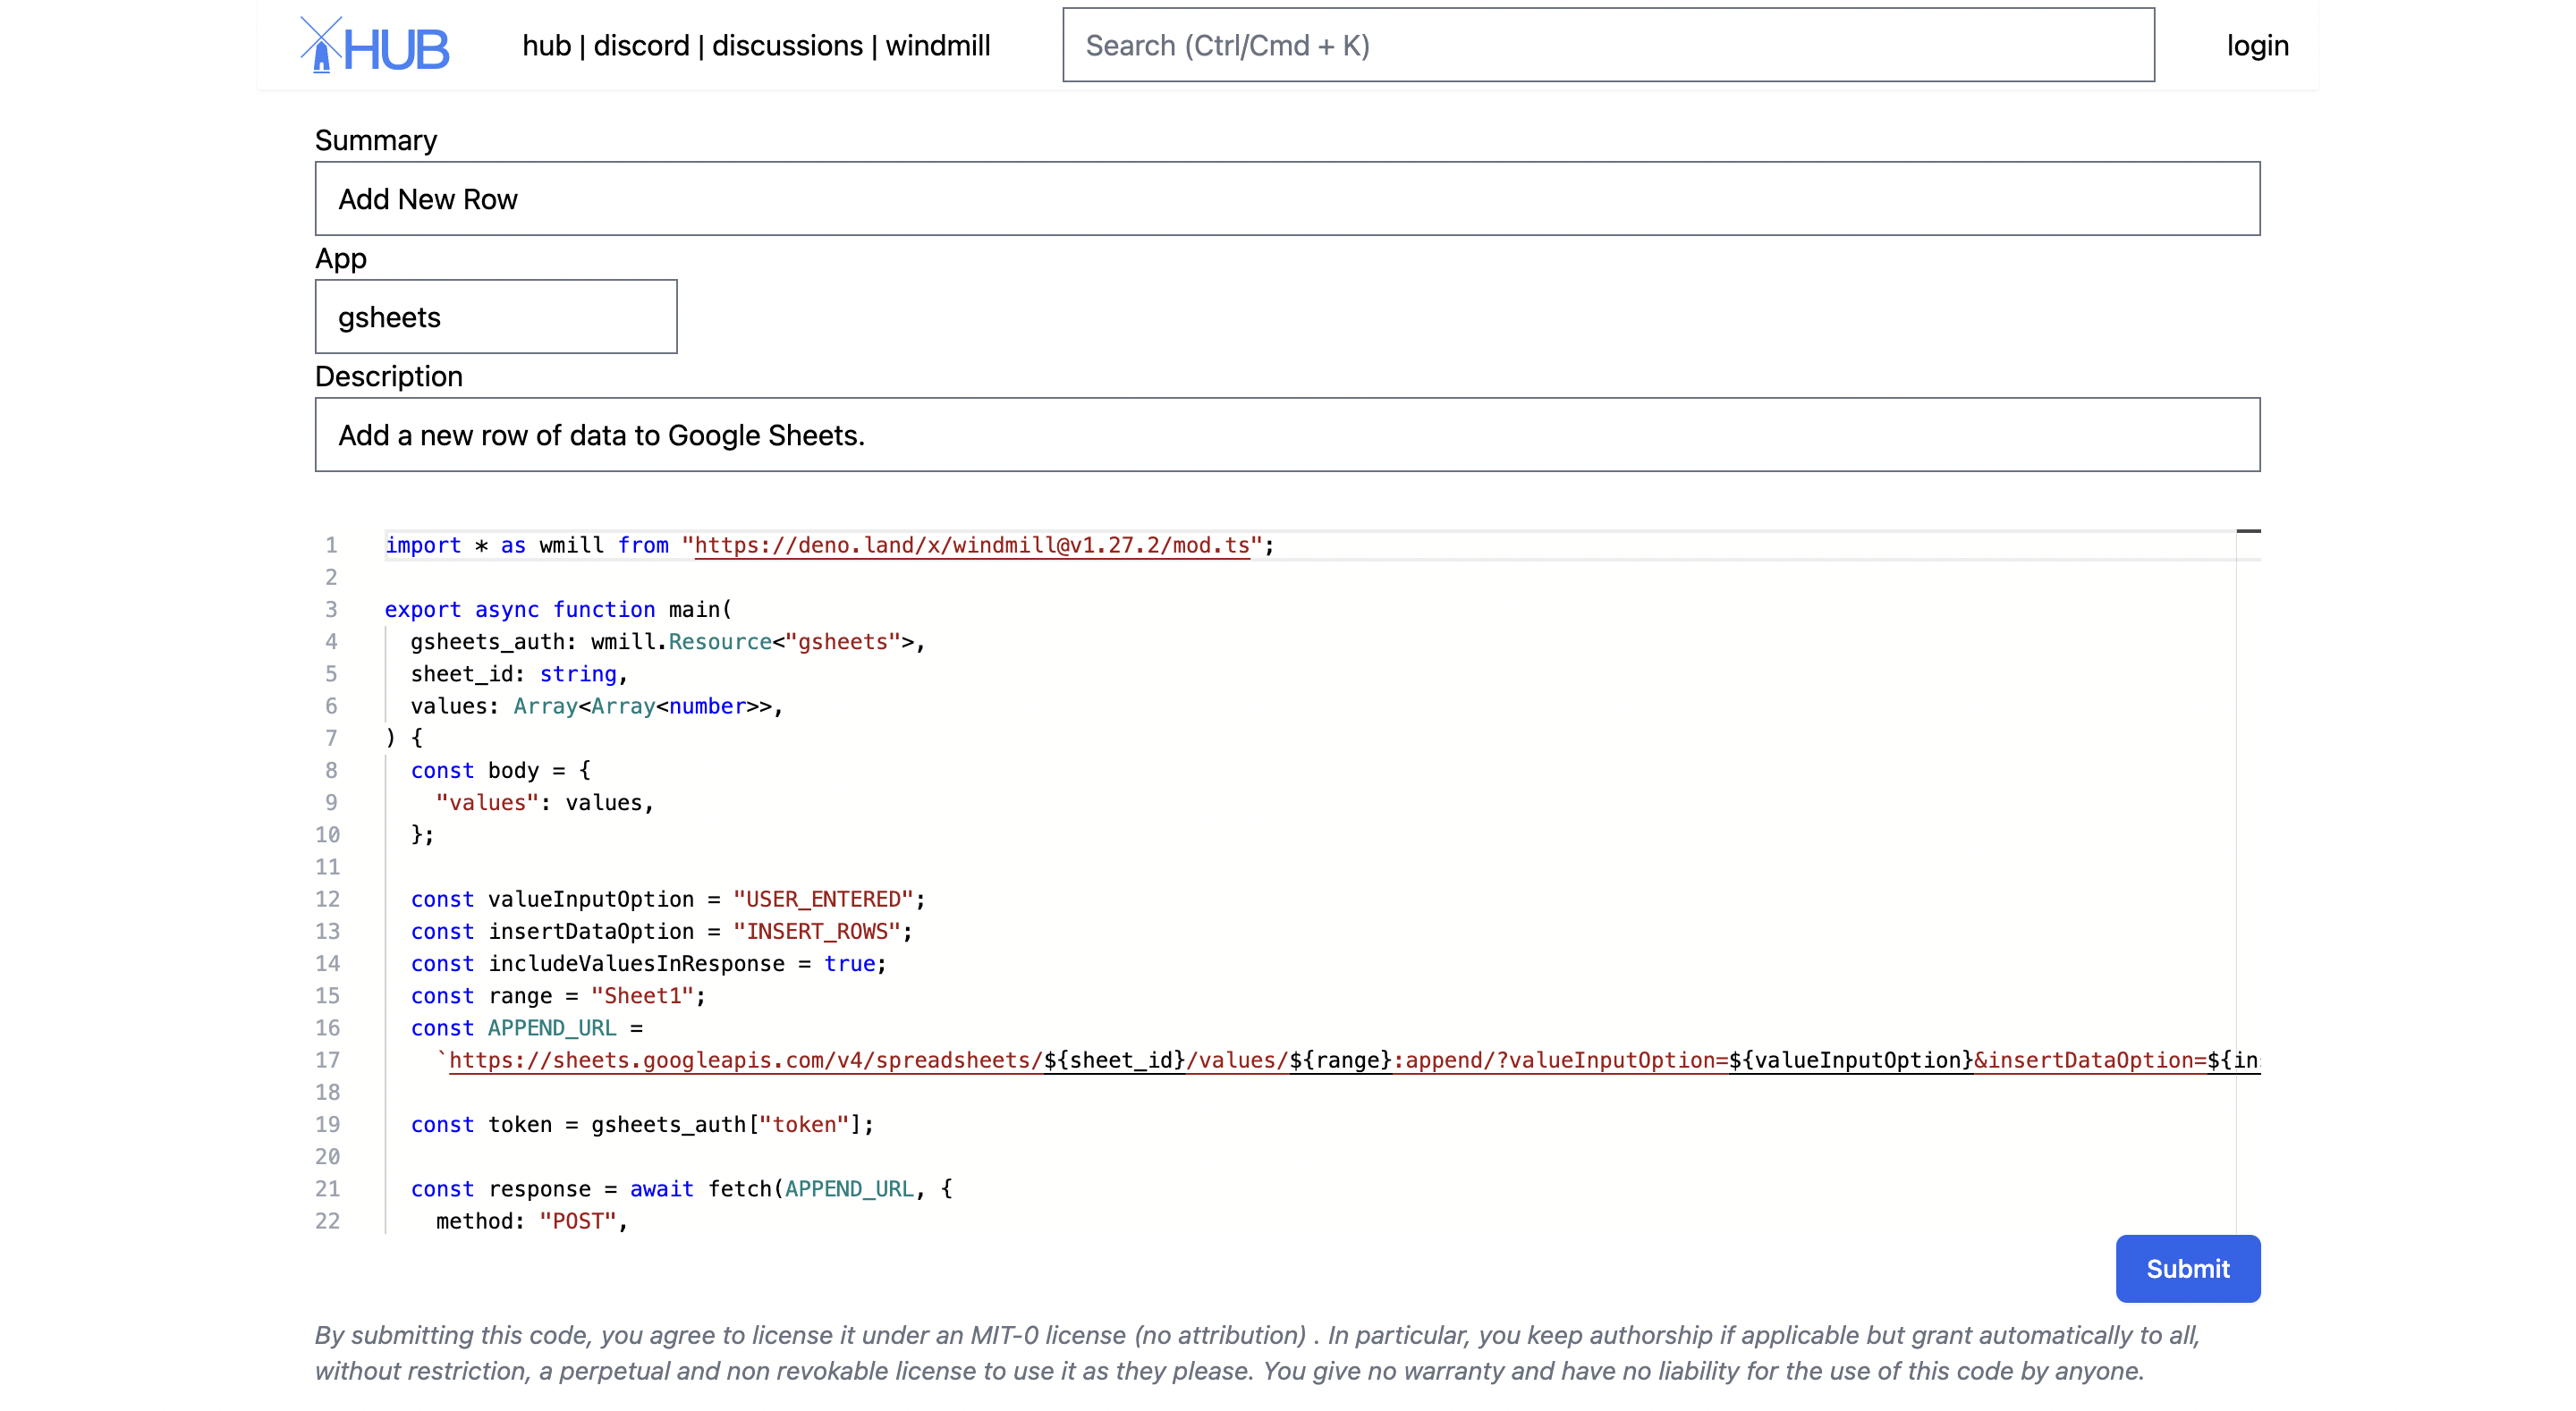 HUB
hub | discord | discussions | windmill
Search (Ctrl/Cmd + K)
login
Summary
Add New Row
App
gsheets
Description
Add a new row of data to Google Sheets.
1 import * as wmill from "https://deno.land/x/windmill@v1.27.2/mod.ts";
2
3 export async function main(
4   gsheets_auth: wmill.Resource<"gsheets">,
5   sheet_id: string,
6   values: Array<Array<number>>,
7 ) {
8   const body = {
9     "values": values,
10   };
11
12   const valueInputOption = "USER_ENTERED";
13   const insertDataOption = "INSERT_ROWS";
14   const includeValuesInResponse = true;
15   const range = "Sheet1";
16   const APPEND_URL =
17     `https://sheets.googleapis.com/v4/spreadsheets/${sheet_id}/values/${range}:append/?valueInputOption=${valueInputOption}&insertDataOption=${in
18
19   const token = gsheets_auth["token"];
20
21   const response = await fetch(APPEND_URL, {
22     method: "POST",
Submit
By submitting this code, you agree to license it under an MIT-0 license (no attribution) . In particular, you keep authorship if applicable but grant automatically to all,
without restriction, a perpetual and non revokable license to use it as they please. You give no warranty and have no liability for the use of this code by anyone.